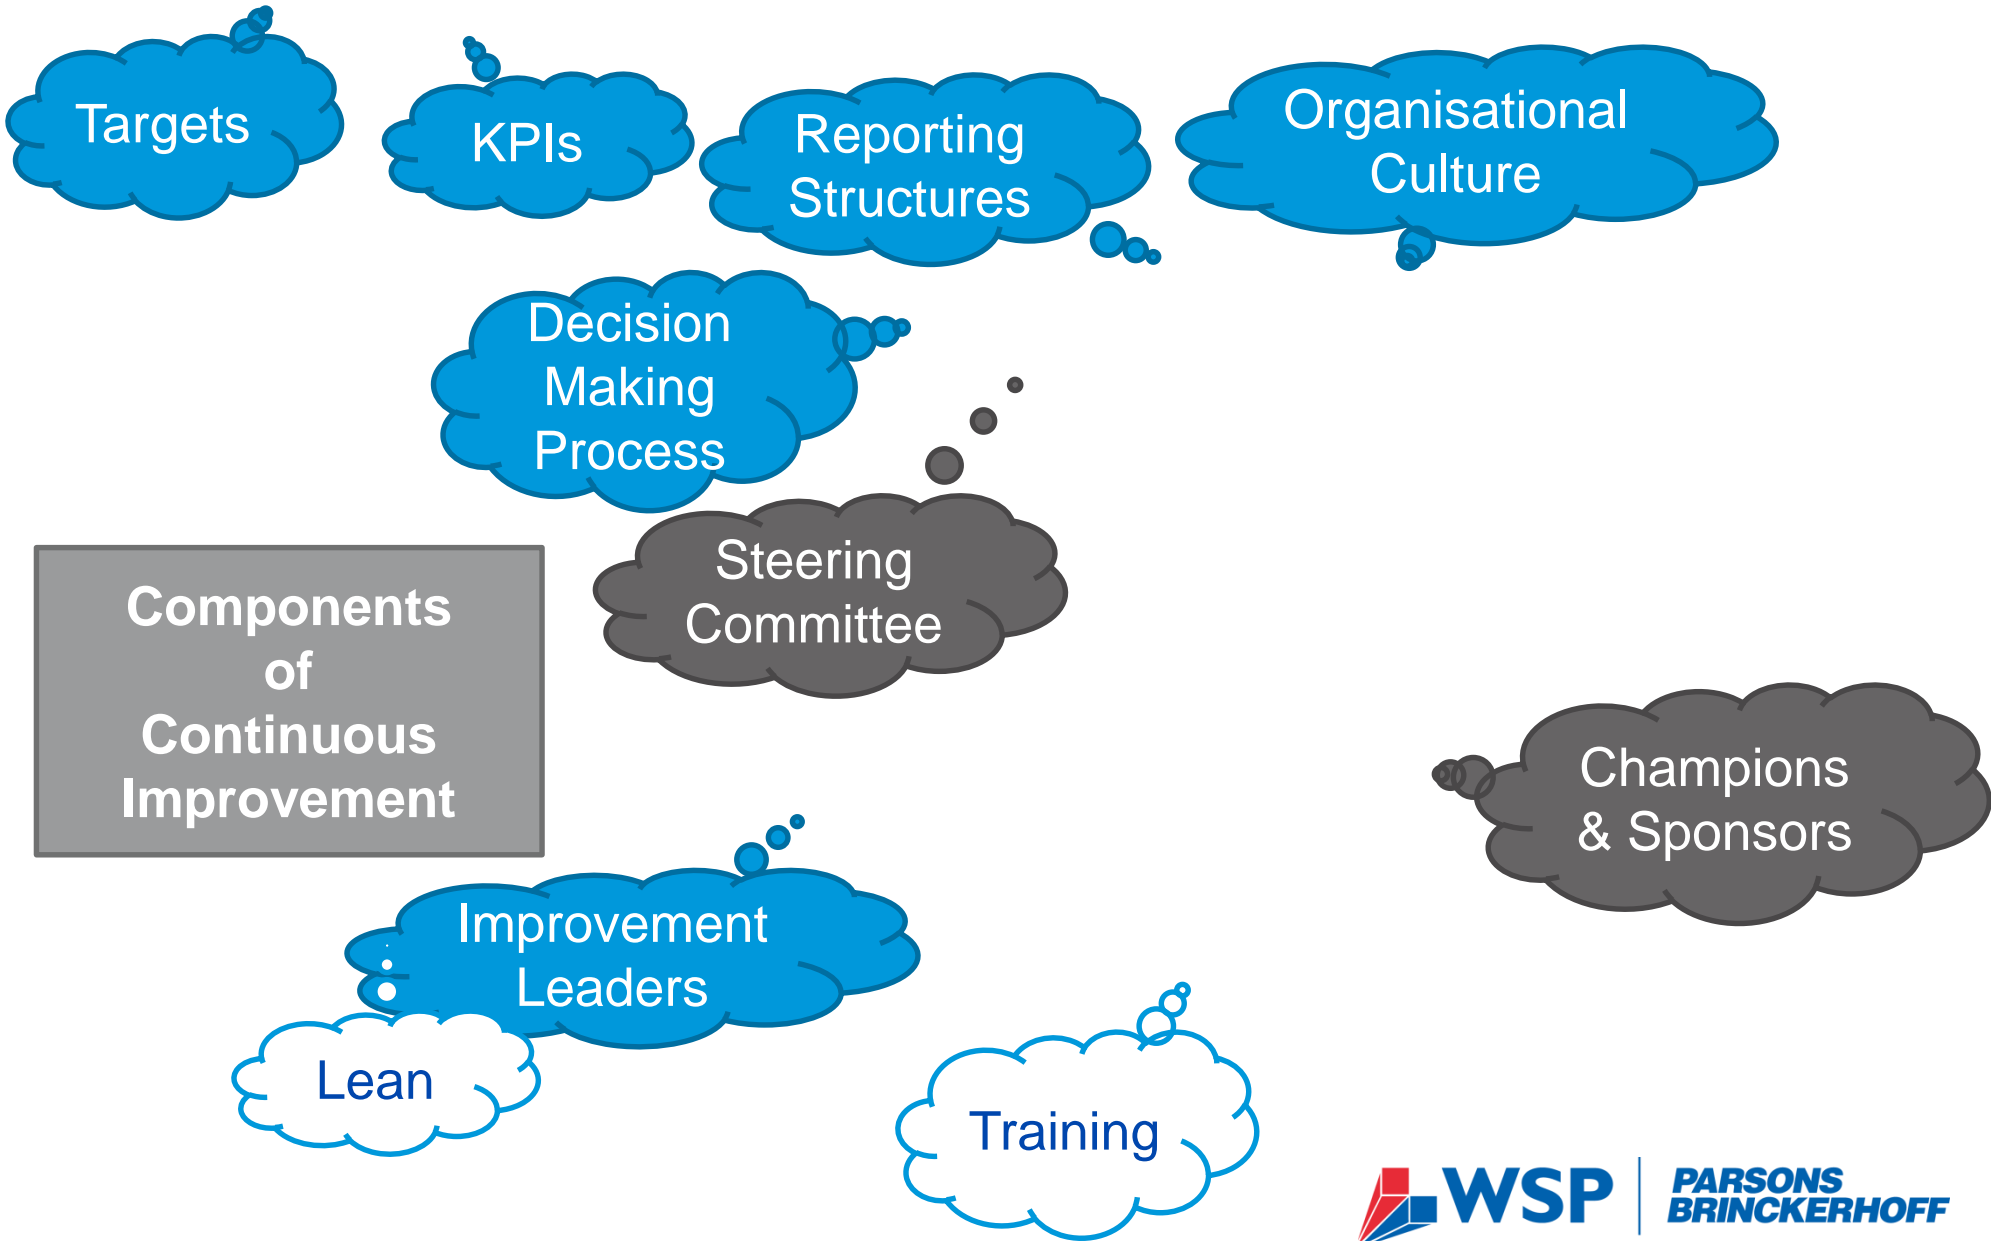 Targets
KPIs
Reporting
Structures
Organisational
Culture
Decision
Making
Process
Steering
Committee
Components
of
Continuous
Improvement
Champions
& Sponsors
Improvement
Leaders
Lean
Training
WSP
PARSONS
BRINCKERHOFF